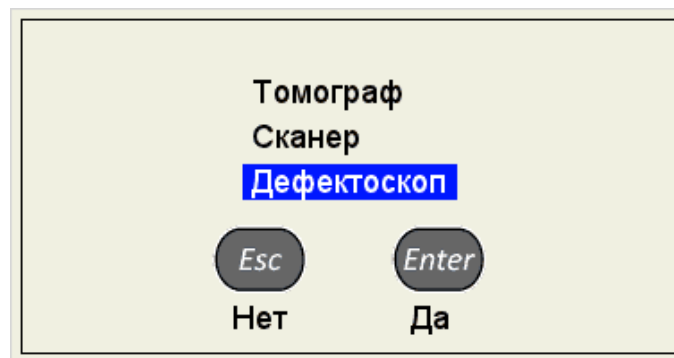 Томограф
Сканер
Дефектоскоп
Esc Enter
Нет Да